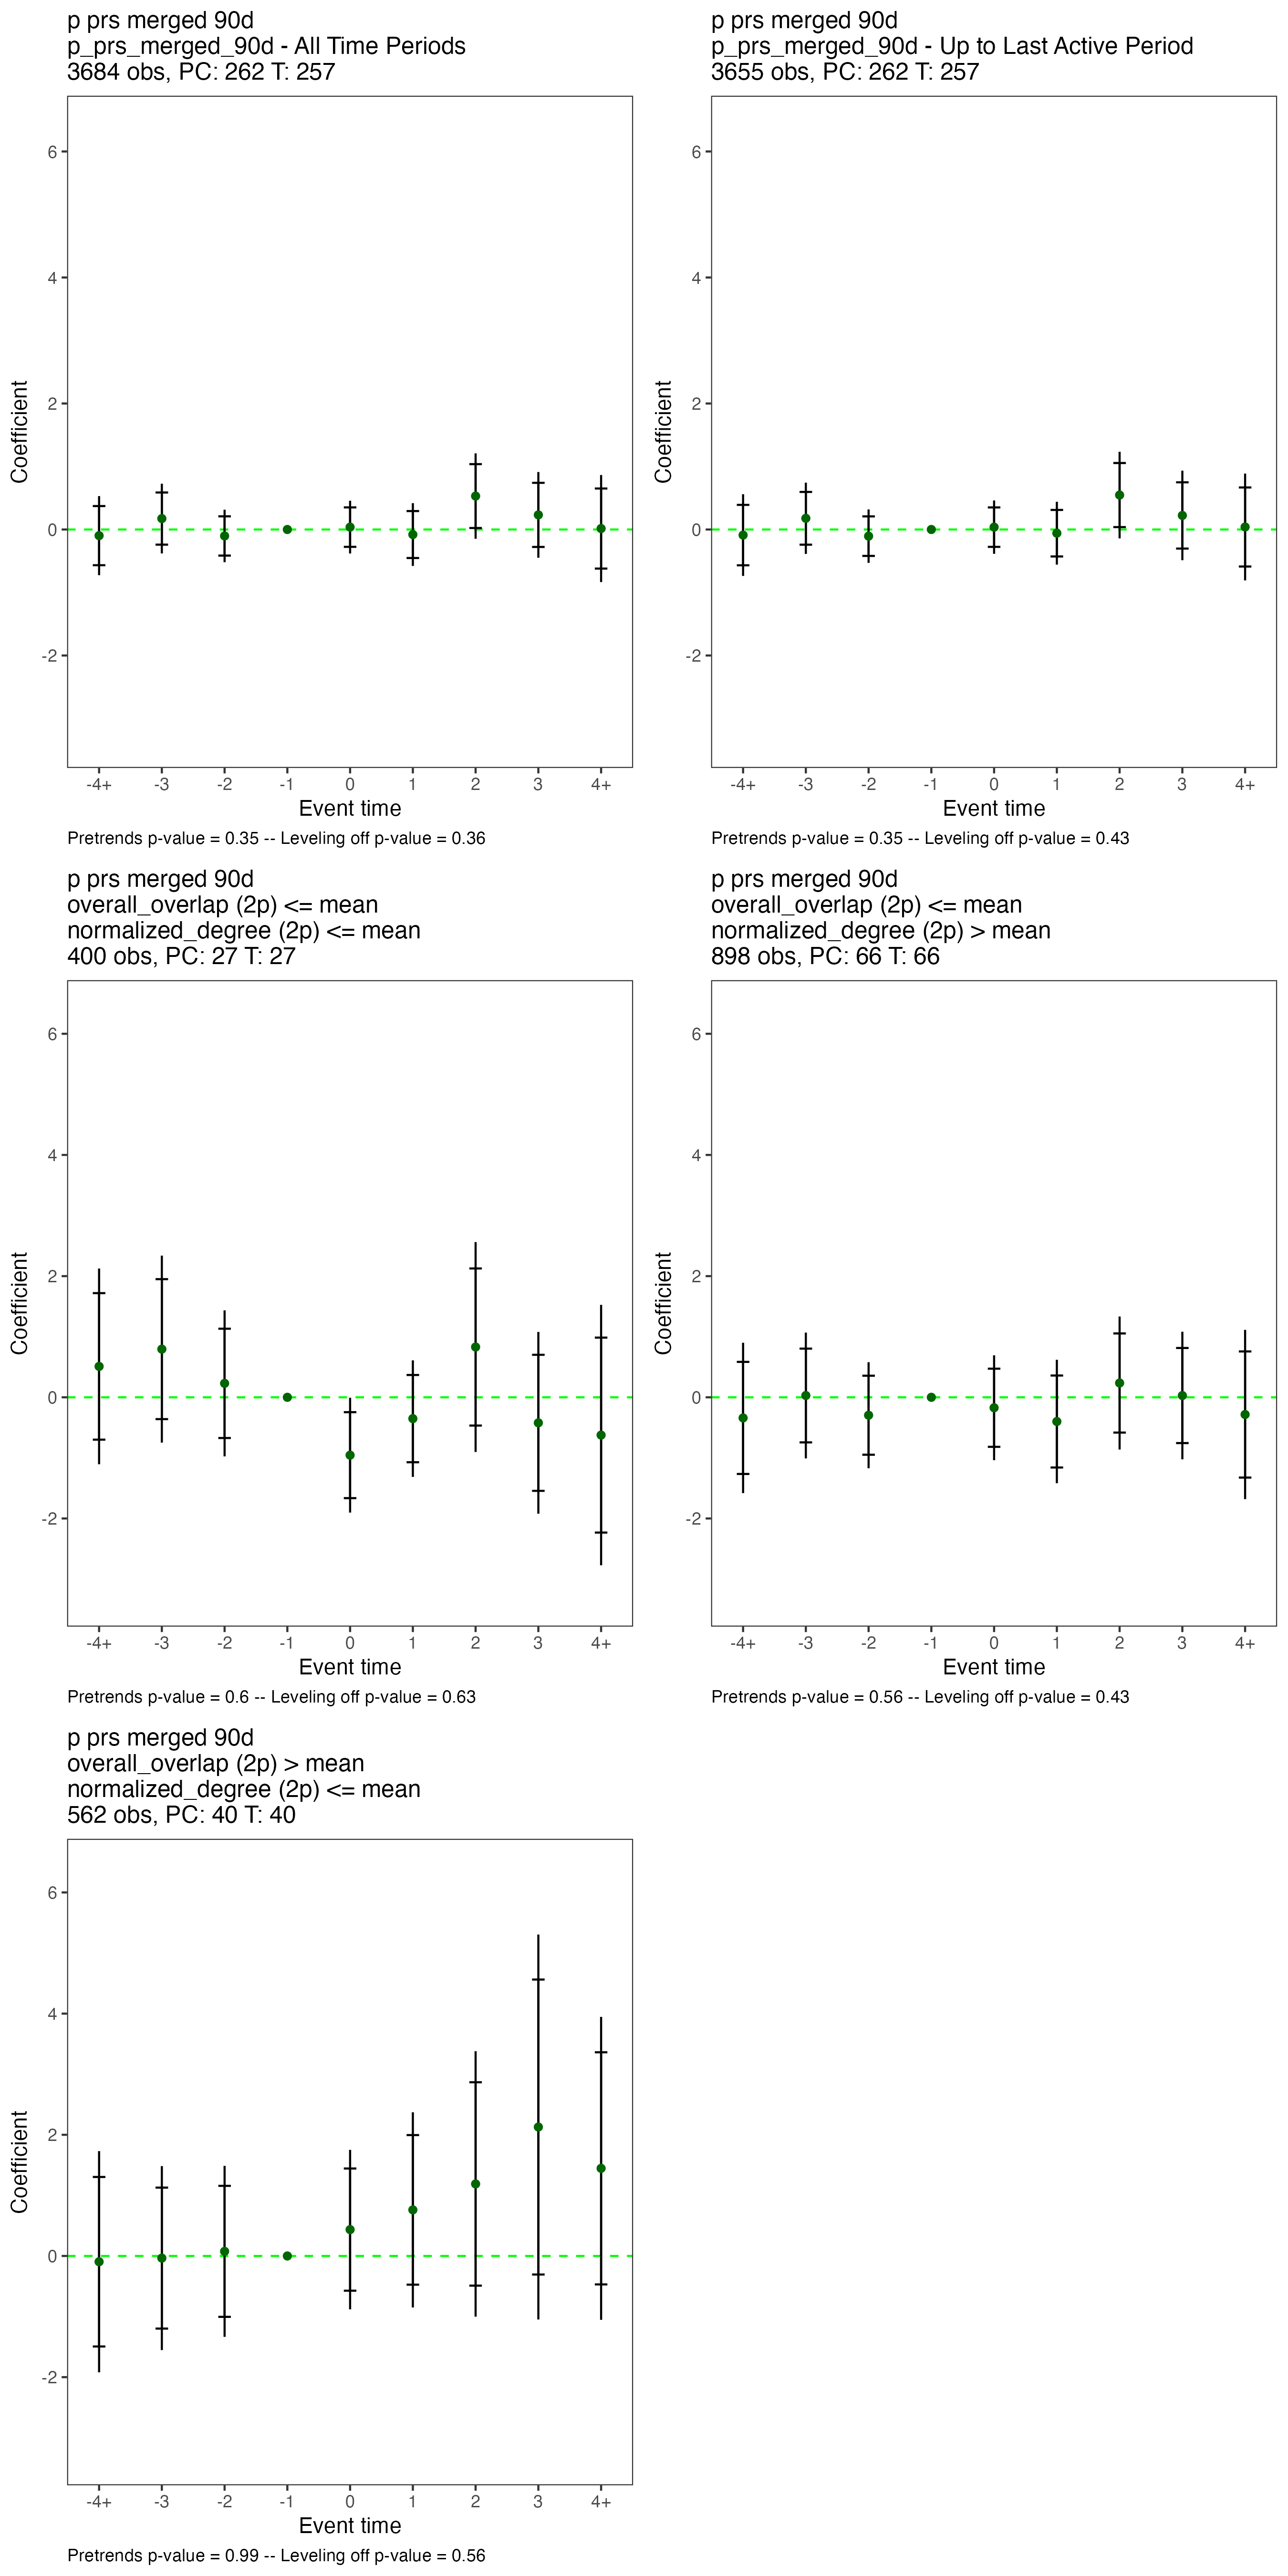 p prs merged 90d
p_prs_merged_90d - All Time Periods
3684 obs, PC: 262 T: 257
Coefficient
6
4
2
0
-2
-4+ -3 -2 -1 0 1 2 3 4+
Event time
Pretrends p-value = 0.35 -- Leveling off p-value = 0.36
p prs merged 90d
p_prs_merged_90d - Up to Last Active Period
3655 obs, PC: 262 T: 257
Coefficient
6
4
2
0
-2
-4+ -3 -2 -1 0 1 2 3 4+
Event time
Pretrends p-value = 0.35 -- Leveling off p-value = 0.43
p prs merged 90d
overall_overlap (2p) <= mean
normalized_degree (2p) <= mean
400 obs, PC: 27 T: 27
Coefficient
6
4
2
0
-2
-4+ -3 -2 -1 0 1 2 3 4+
Event time
Pretrends p-value = 0.6 -- Leveling off p-value = 0.63
p prs merged 90d
overall_overlap (2p) <= mean
normalized_degree (2p) > mean
898 obs, PC: 66 T: 66
Coefficient
6
4
2
0
-2
-4+ -3 -2 -1 0 1 2 3 4+
Event time
Pretrends p-value = 0.56 -- Leveling off p-value = 0.43
p prs merged 90d
overall_overlap (2p) > mean
normalized_degree (2p) <= mean
562 obs, PC: 40 T: 40
Coefficient
6
4
2
0
-2
-4+ -3 -2 -1 0 1 2 3 4+
Event time
Pretrends p-value = 0.99 -- Leveling off p-value = 0.56